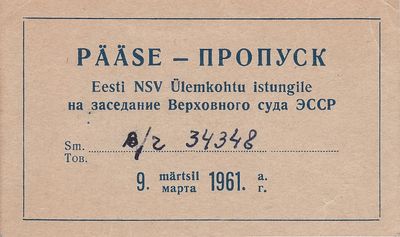 PÄÄSE – ПРОПУСК
Eesti NSV Ülemkohtu istungile
на заседание Верховного суда ЭССР
Sm. в/г 34348
Тов.
9. märtsil 1961. a.
марта г.